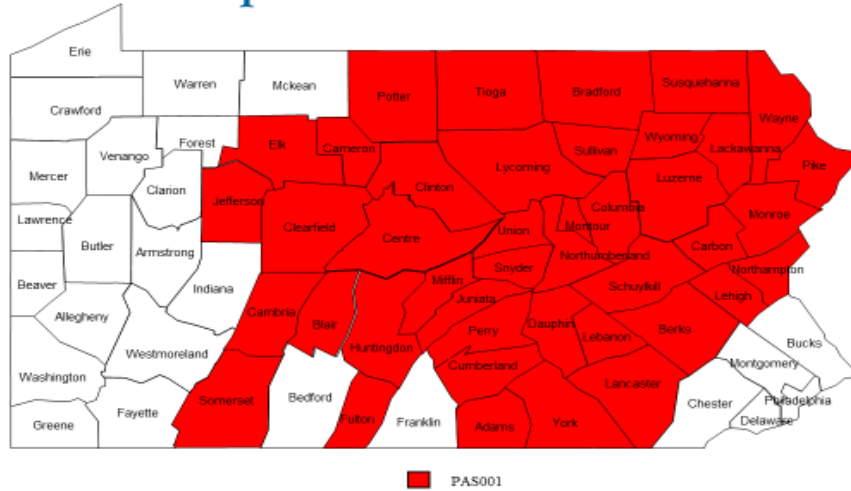 Erie
Warren
Mckean
Potter
Tioga
Bradford
Susquehanna
Crawford
Wayne
Forest
Elk
Cameron
Sullivan
Wyoming
Lackawanna
Venango
Lycoming
Pike
Mercer
Clarion
Jefferson
Clinton
Luzerne
Lawrence
Clearfield
Columbia
Monroe
Butler
Armstrong
Centre
Union
Montour
Carbon
Snyder
Northumberland
Northampton
Beaver
Indiana
Mifflin
Schuylkill
Lehigh
Allegheny
Cambria
Blair
Juniata
Perry
Dauphin
Lebanon
Berks
Bucks
Westmoreland
Huntingdon
Cumberland
Montgomery
Washington
Lancaster
Somerset
Bedford
Fulton
Franklin
Adams
York
Chester
Philadelphia
Delaware
Greene
Fayette
PAS001